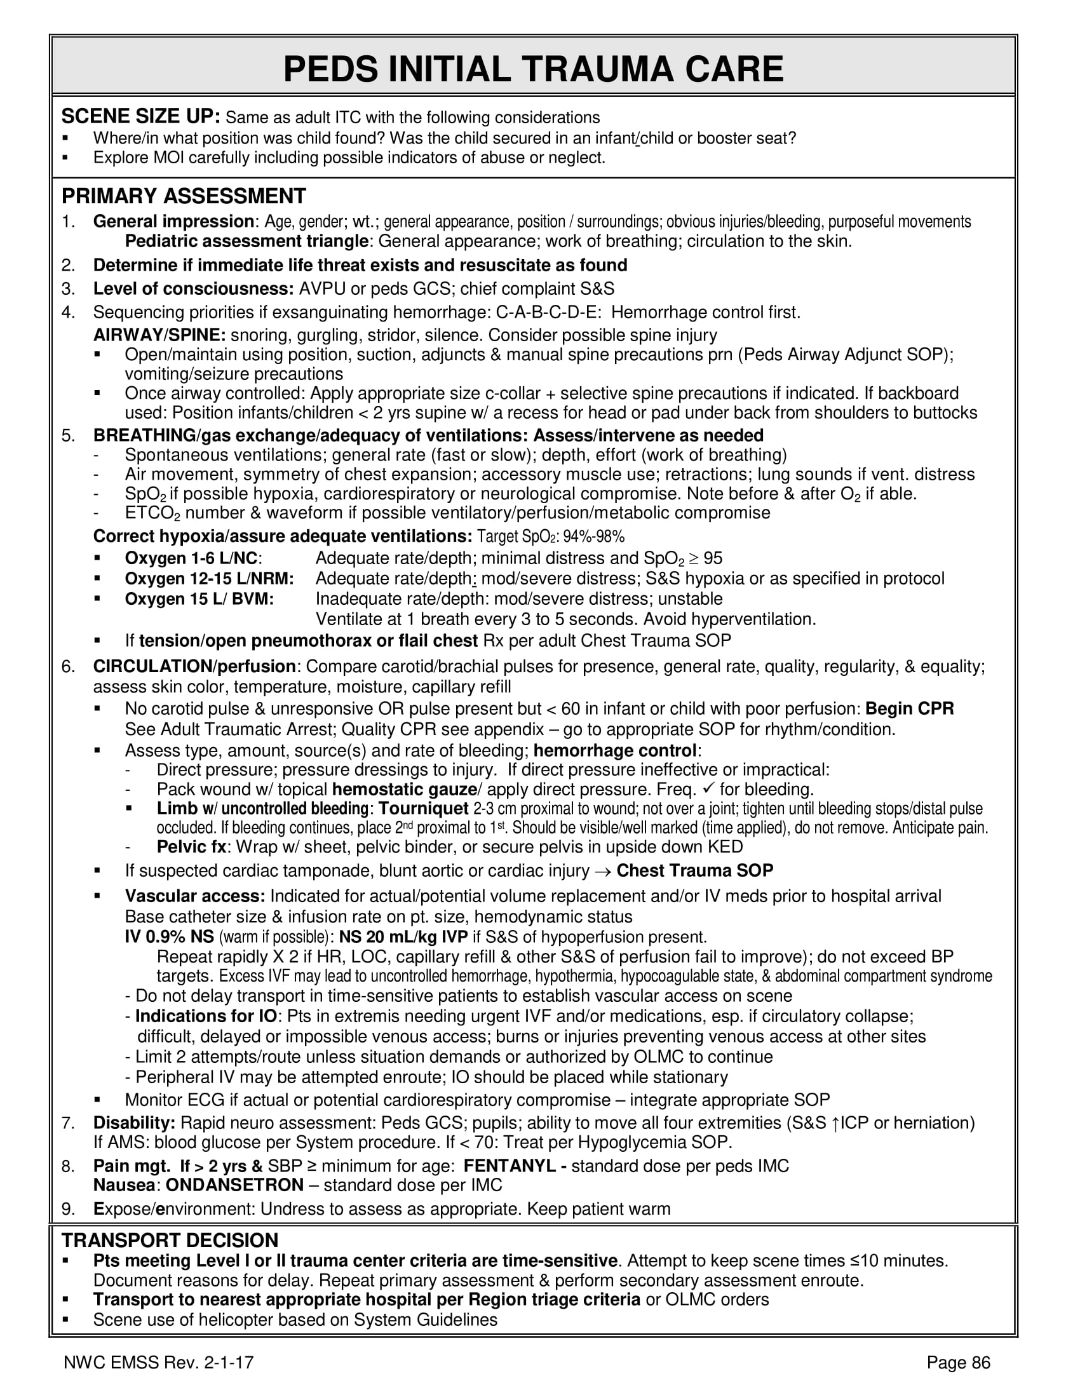 PEDS INITIAL TRAUMA CARE
SCENE SIZE UP: Same as adult ITC with the following considerations
▪ Where/in what position was child found? Was the child secured in an infant/child or booster seat?
▪ Explore MOI carefully including possible indicators of abuse or neglect.
PRIMARY ASSESSMENT
1. General impression: Age, gender; wt.; general appearance, position / surroundings; obvious injuries/bleeding, purposeful movements
Pediatric assessment triangle: General appearance; work of breathing; circulation to the skin.
2. Determine if immediate life threat exists and resuscitate as found
3. Level of consciousness: AVPU or peds GCS; chief complaint S&S
4. Sequencing priorities if exsanguinating hemorrhage: C-A-B-C-D-E: Hemorrhage control first.
AIRWAY/SPINE: snoring, gurgling, stridor, silence. Consider possible spine injury
▪ Open/maintain using position, suction, adjuncts & manual spine precautions prn (Peds Airway Adjunct SOP);
vomiting/seizure precautions
▪ Once airway controlled: Apply appropriate size c-collar + selective spine precautions if indicated. If backboard
used: Position infants/children < 2 yrs supine w/ a recess for head or pad under back from shoulders to buttocks
5. BREATHING/gas exchange/adequacy of ventilations: Assess/intervene as needed
- Spontaneous ventilations; general rate (fast or slow); depth, effort (work of breathing)
- Air movement, symmetry of chest expansion; accessory muscle use; retractions; lung sounds if vent. distress
- SpO₂ if possible hypoxia, cardiorespiratory or neurological compromise. Note before & after O₂ if able.
- ETCO₂ number & waveform if possible ventilatory/perfusion/metabolic compromise
Correct hypoxia/assure adequate ventilations: Target SpO₂: 94%-98%
▪ Oxygen 1-6 L/NC: Adequate rate/depth; minimal distress and SpO₂ ≥ 95
▪ Oxygen 12-15 L/NRM: Adequate rate/depth: mod/severe distress; S&S hypoxia or as specified in protocol
▪ Oxygen 15 L/ BVM: Inadequate rate/depth: mod/severe distress; unstable
Ventilate at 1 breath every 3 to 5 seconds. Avoid hyperventilation.
▪ If tension/open pneumothorax or flail chest Rx per adult Chest Trauma SOP
6. CIRCULATION/perfusion: Compare carotid/brachial pulses for presence, general rate, quality, regularity, & equality;
assess skin color, temperature, moisture, capillary refill
▪ No carotid pulse & unresponsive OR pulse present but < 60 in infant or child with poor perfusion: Begin CPR
See Adult Traumatic Arrest; Quality CPR see appendix – go to appropriate SOP for rhythm/condition.
▪ Assess type, amount, source(s) and rate of bleeding; hemorrhage control:
- Direct pressure; pressure dressings to injury. If direct pressure ineffective or impractical:
- Pack wound w/ topical hemostatic gauze/ apply direct pressure. Freq. ✓ for bleeding.
▪ Limb w/ uncontrolled bleeding: Tourniquet 2-3 cm proximal to wound; not over a joint; tighten until bleeding stops/distal pulse
occluded. If bleeding continues, place 2nd proximal to 1st. Should be visible/well marked (time applied), do not remove. Anticipate pain.
- Pelvic fx: Wrap w/ sheet, pelvic binder, or secure pelvis in upside down KED
▪ If suspected cardiac tamponade, blunt aortic or cardiac injury → Chest Trauma SOP
▪ Vascular access: Indicated for actual/potential volume replacement and/or IV meds prior to hospital arrival
Base catheter size & infusion rate on pt. size, hemodynamic status
IV 0.9% NS (warm if possible): NS 20 mL/kg IVP if S&S of hypoperfusion present.
Repeat rapidly X 2 if HR, LOC, capillary refill & other S&S of perfusion fail to improve); do not exceed BP
targets. Excess IVF may lead to uncontrolled hemorrhage, hypothermia, hypocoagulable state, & abdominal compartment syndrome
- Do not delay transport in time-sensitive patients to establish vascular access on scene
- Indications for IO: Pts in extremis needing urgent IVF and/or medications, esp. if circulatory collapse;
difficult, delayed or impossible venous access; burns or injuries preventing venous access at other sites
- Limit 2 attempts/route unless situation demands or authorized by OLMC to continue
- Peripheral IV may be attempted enroute; IO should be placed while stationary
▪ Monitor ECG if actual or potential cardiorespiratory compromise – integrate appropriate SOP
7. Disability: Rapid neuro assessment: Peds GCS; pupils; ability to move all four extremities (S&S ↑ICP or herniation)
If AMS: blood glucose per System procedure. If < 70: Treat per Hypoglycemia SOP.
8. Pain mgt. If > 2 yrs & SBP ≥ minimum for age: FENTANYL - standard dose per peds IMC
Nausea: ONDANSETRON – standard dose per IMC
9. Expose/environment: Undress to assess as appropriate. Keep patient warm
TRANSPORT DECISION
▪ Pts meeting Level I or II trauma center criteria are time-sensitive. Attempt to keep scene times ≤10 minutes.
Document reasons for delay. Repeat primary assessment & perform secondary assessment enroute.
▪ Transport to nearest appropriate hospital per Region triage criteria or OLMC orders
▪ Scene use of helicopter based on System Guidelines
NWC EMSS Rev. 2-1-17 Page 86